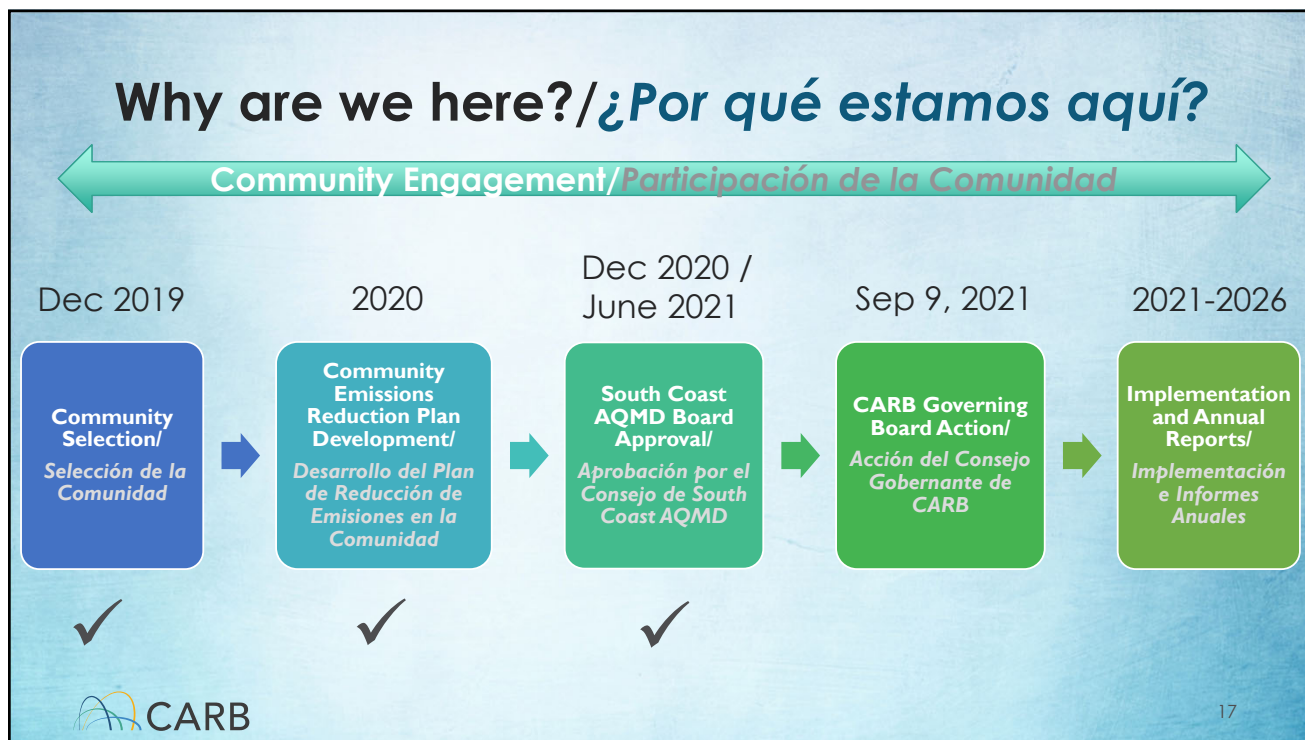 Why are we here?/¿Por qué estamos aquí?
Community Engagement/Participación de la Comunidad
Dec 2019
Community
Selection/
Selección de la
Comunidad
2020
Community
Emissions
Reduction Plan
Development/
Desarrollo del Plan
de Reducción de
Emisiones en la
Comunidad
Dec 2020 /
June 2021
South Coast
AQMD Board
Approval/
Aprobación por el
Consejo de South
Coast AQMD
Sep 9, 2021
CARB Governing
Board Action/
Acción del Consejo
Gobernante de
CARB
2021-2026
Implementation
and Annual
Reports/
Implementación
e Informes
Anuales
CARB
17